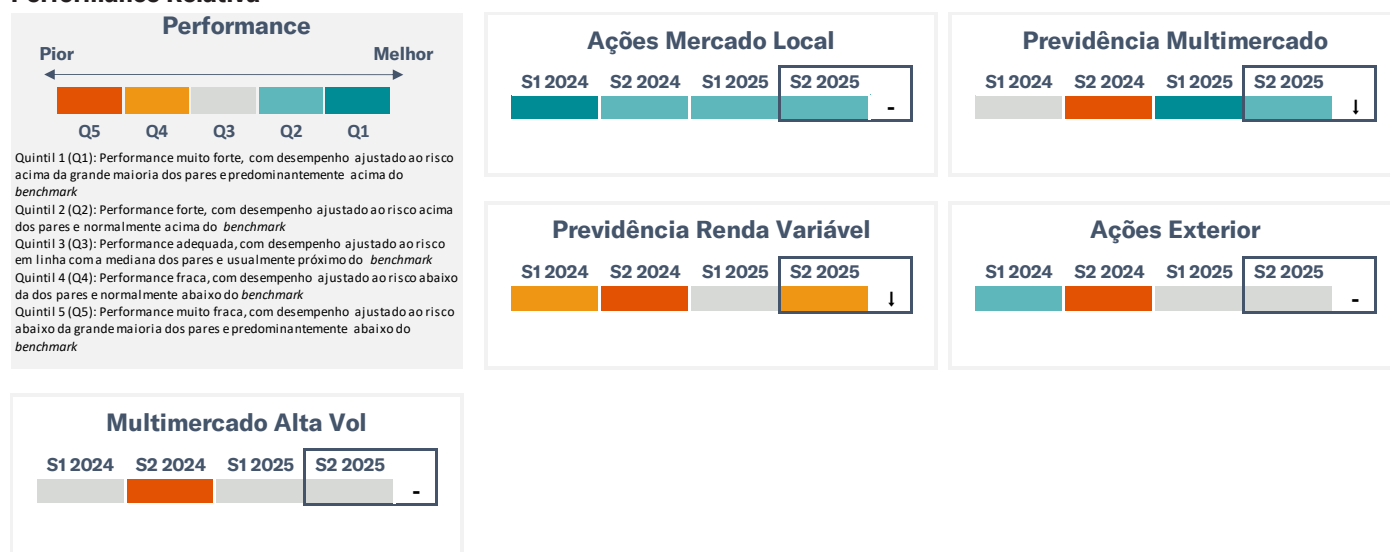 Performance Relativa
Performance
Pior Melhor
Q5 Q4 Q3 Q2 Q1
Quintil 1 (Q1): Performance muito forte, com desempenho ajustado ao risco
acima da grande maioria dos pares e predominantemente acima do
benchmark
Quintil 2 (Q2): Performance forte, com desempenho ajustado ao risco acima
dos pares e normalmente acima do benchmark
Quintil 3 (Q3): Performance adequada, com desempenho ajustado ao risco
em linha com a mediana dos pares e usualmente próximo do benchmark
Quintil 4 (Q4): Performance fraca, com desempenho ajustado ao risco abaixo
da dos pares e normalmente abaixo do benchmark
Quintil 5 (Q5): Performance muito fraca, com desempenho ajustado ao risco
abaixo da grande maioria dos pares e predominantemente abaixo do
benchmark
Ações Mercado Local
S1 2024 S2 2024 S1 2025 S2 2025
-
Previdência Multimercado
S1 2024 S2 2024 S1 2025 S2 2025
↓
Previdência Renda Variável
S1 2024 S2 2024 S1 2025 S2 2025
↓
Ações Exterior
S1 2024 S2 2024 S1 2025 S2 2025
-
Multimercado Alta Vol
S1 2024 S2 2024 S1 2025 S2 2025
-